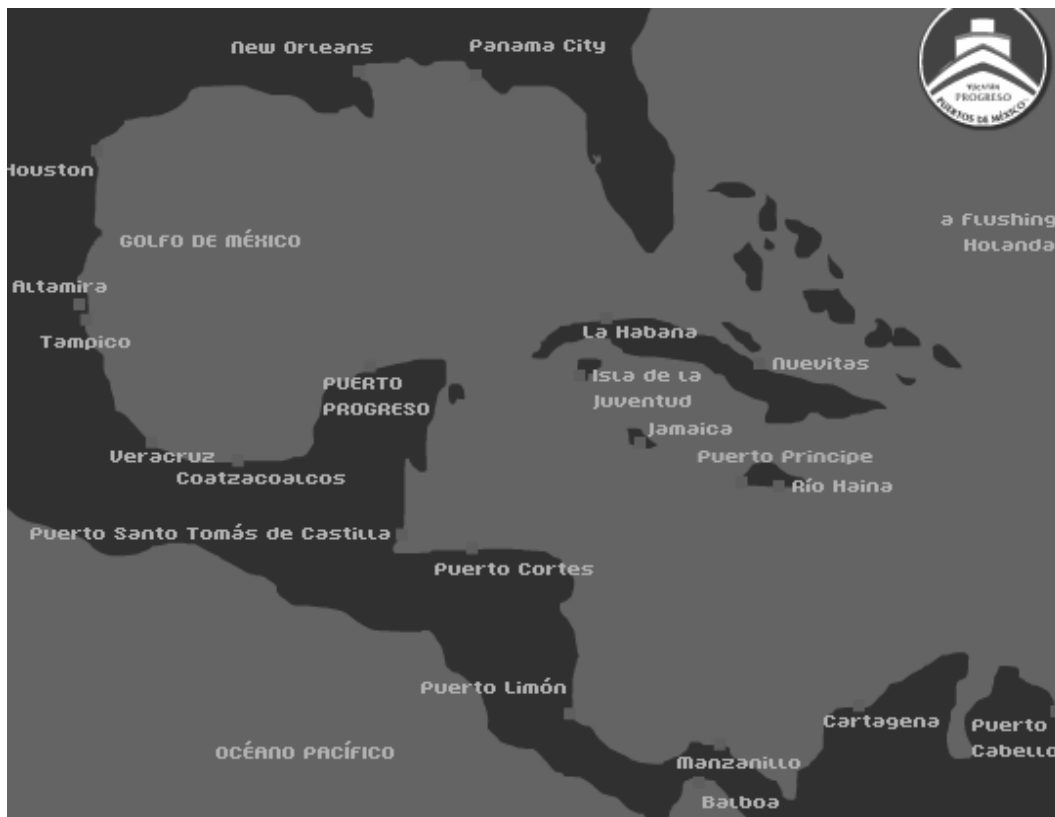 New Orleans
Panama City
YUCATÁN
PROGRESO
PUERTOS DE MÉXICO
Houston
a Flushing
Holanda
GOLFO DE MÉXICO
Altamira
Tampico
La Habana
Nuevitas
PUERTO
PROGRESO
Isla de la
Juventud
Jamaica
Veracruz
Puerto Principe
Coatzacoalcos
Río Haina
Puerto Santo Tomás de Castilla
Puerto Cortes
Puerto Limón
Cartagena
Puerto
Cabello
OCÉANO PACÍFICO
Manzanillo
Balboa